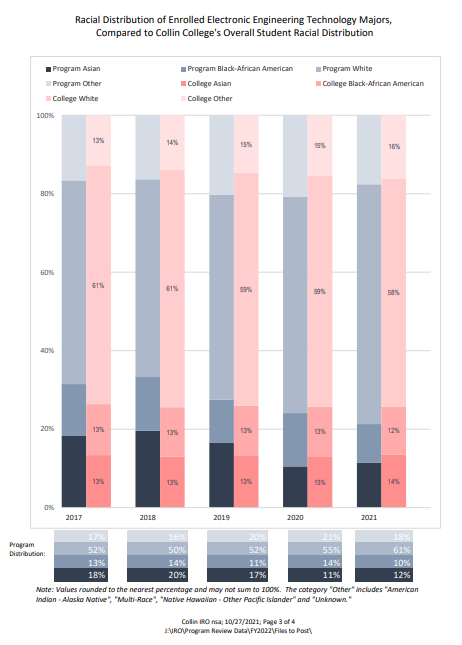 Racial Distribution of Enrolled Electronic Engineering Technology Majors,
Compared to Collin College's Overall Student Racial Distribution
Program Asian Program Black-African American Program White
Program Other College Asian College Black-African American
College White College Other
100%
13% 14% 15% 15% 16%
80%
60%
61% 61% 59% 59% 58%
40%
20%
13% 13% 13% 13% 12%
13% 13% 13% 13% 14%
0%
2017 2018 2019 2020 2021
Program
Distribution:
17% 16% 20% 21% 18%
52% 50% 52% 55% 61%
13% 14% 11% 14% 10%
18% 20% 17% 11% 12%
Note: Values rounded to the nearest percentage and may not sum to 100%. The category "Other" includes "American
Indian - Alaska Native", "Multi-Race", "Native Hawaiian - Other Pacific Islander" and "Unknown."
Collin IRO nsa; 10/27/2021; Page 3 of 4
J:\IRO\Program Review Data\FY2022\Files to Post\